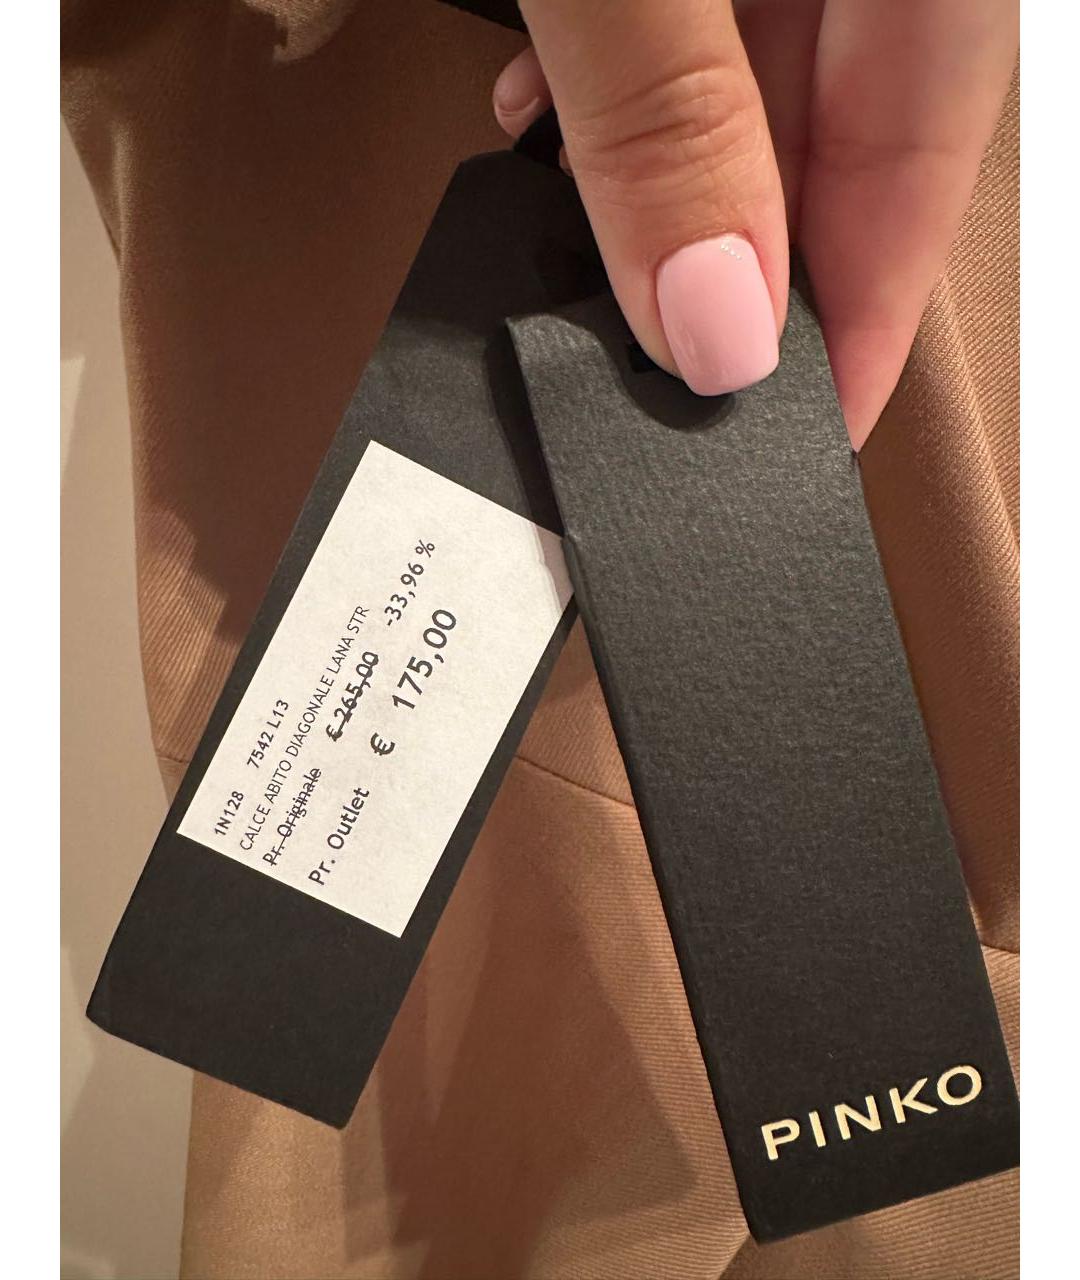 1N128 7542 L13
CALCE ABITO DIAGONALE LANA STR
Pr. Originale € 265,00 -33,96 %
Pr. Outlet € 175,00
PINKO